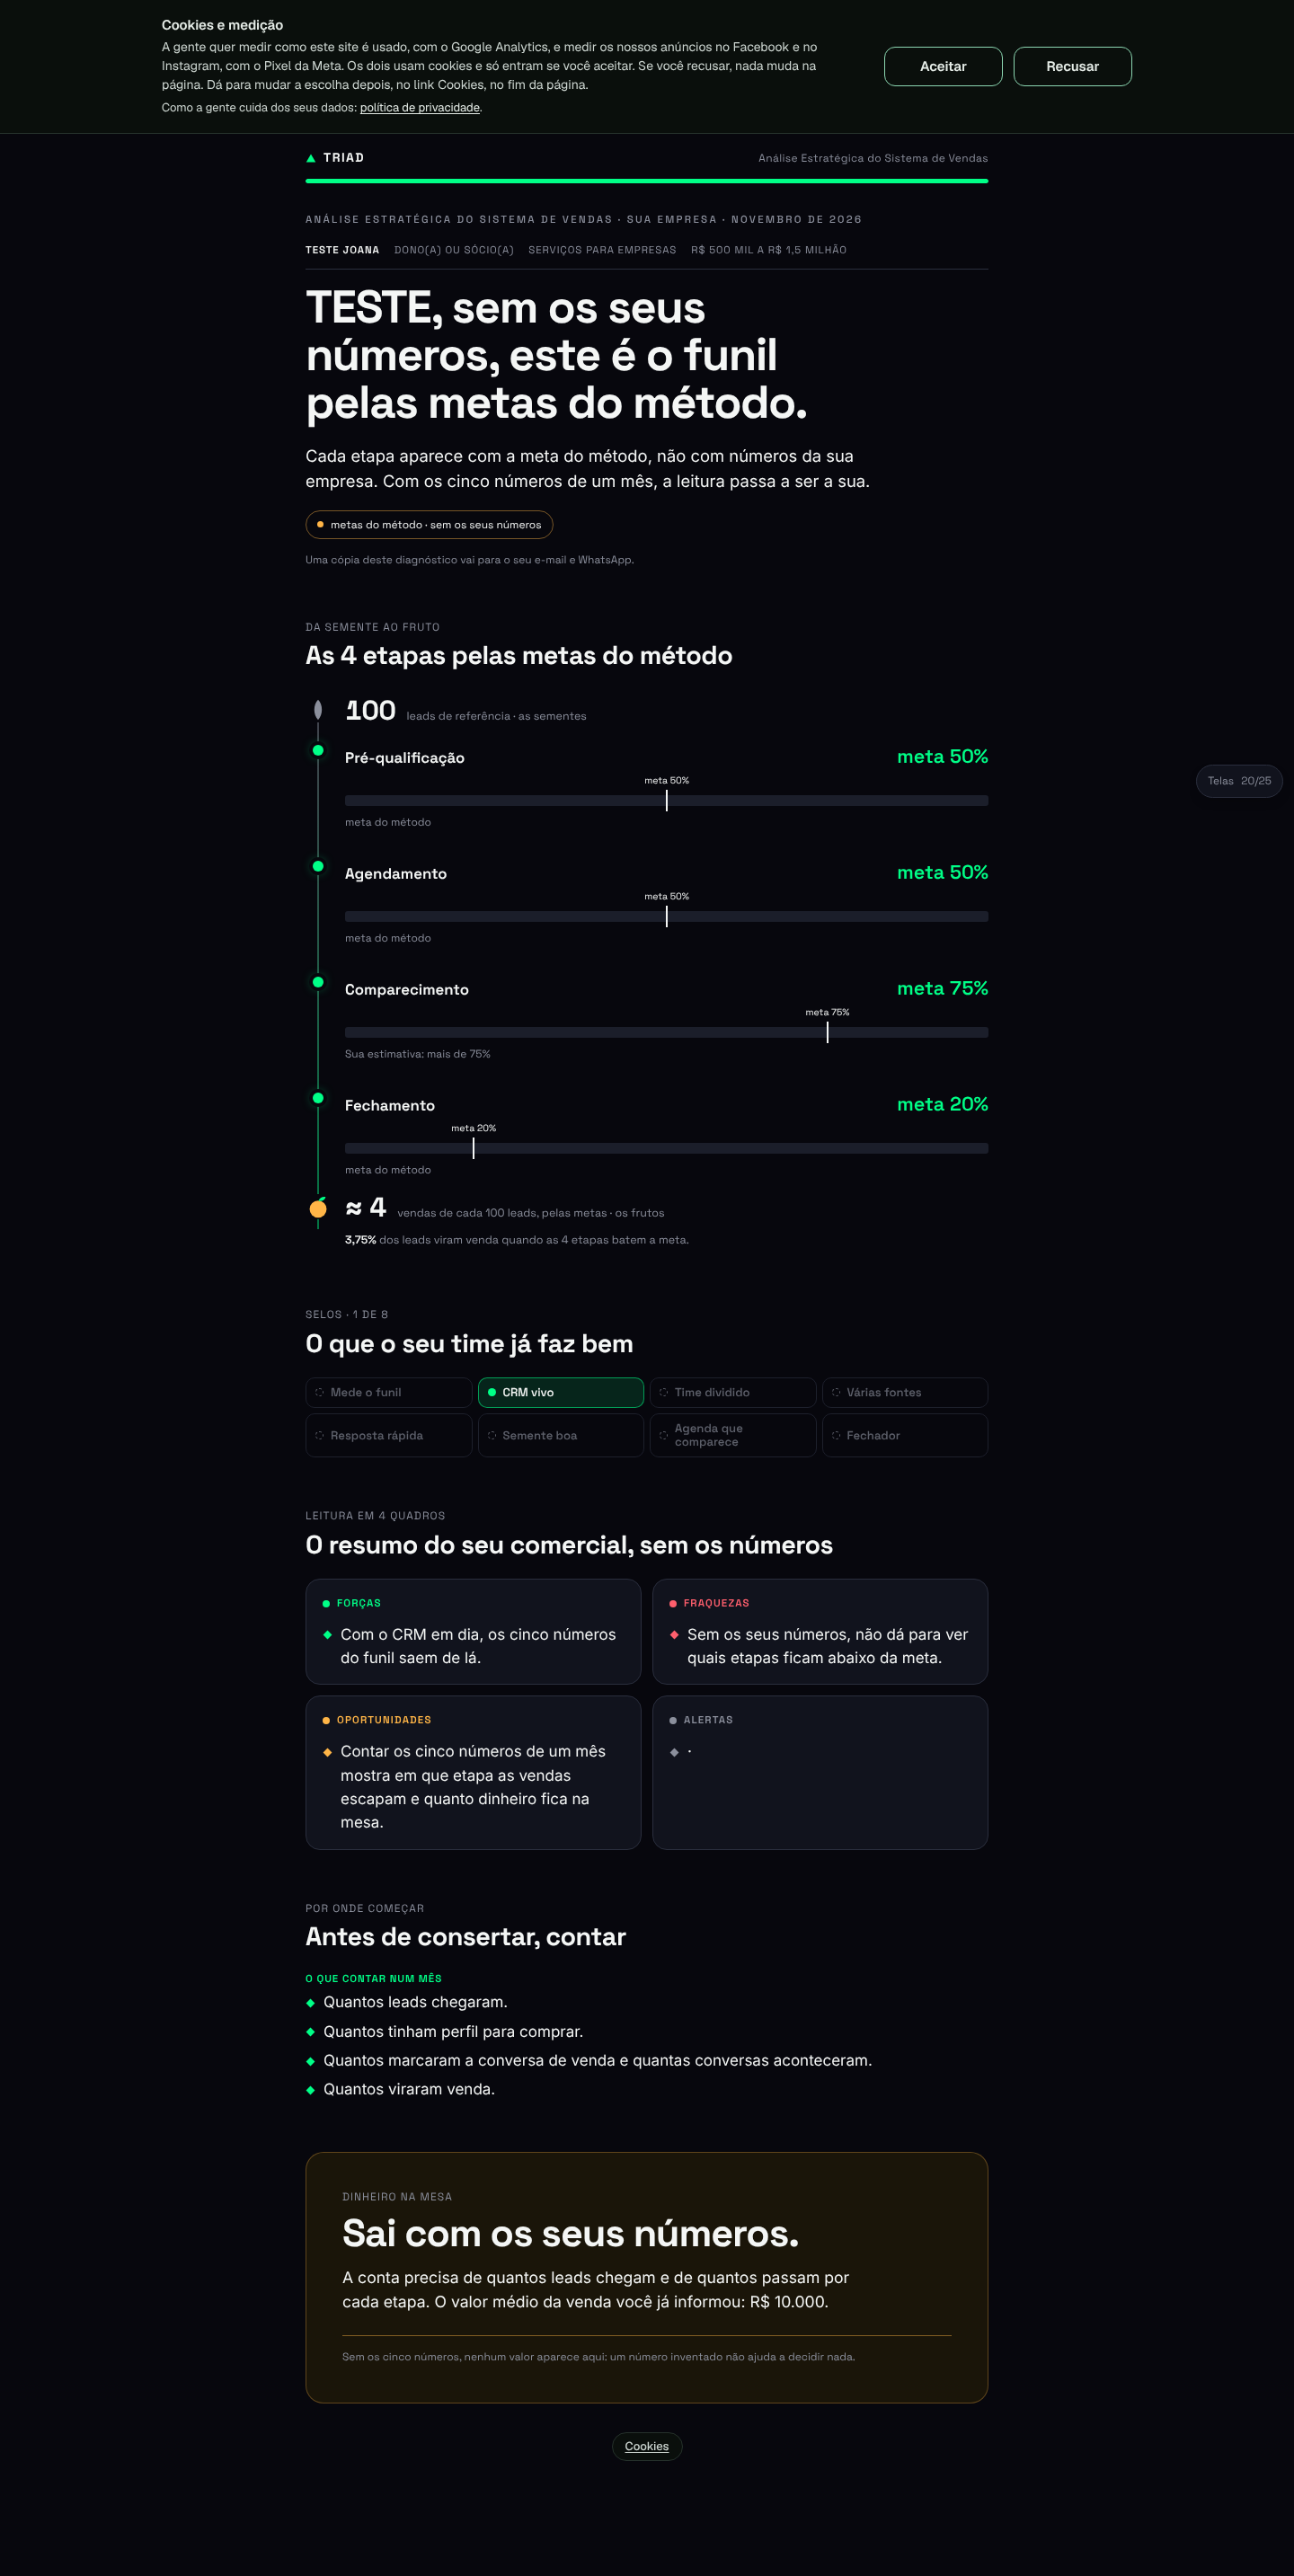 Cookies e medição
A gente quer medir como este site é usado, com o Google Analytics, e medir os nossos anúncios no Facebook e no
Instagram, com o Pixel da Meta. Os dois usam cookies e só entram se você aceitar. Se você recusar, nada muda na
página. Dá para mudar a escolha depois, no link Cookies, no fim da página.
Como a gente cuida dos seus dados: política de privacidade.
Aceitar
Recusar
TRIAD
Análise Estratégica do Sistema de Vendas
ANÁLISE ESTRATÉGICA DO SISTEMA DE VENDAS · SUA EMPRESA · NOVEMBRO DE 2026
TESTE JOANA DONO(A) OU SÓCIO(A) SERVIÇOS PARA EMPRESAS R$ 500 MIL A R$ 1,5 MILHÃO
TESTE, sem os seus
números, este é o funil
pelas metas do método.
Cada etapa aparece com a meta do método, não com números da sua
empresa. Com os cinco números de um mês, a leitura passa a ser a sua.
metas do método · sem os seus números
Uma cópia deste diagnóstico vai para o seu e-mail e WhatsApp.
DA SEMENTE AO FRUTO
As 4 etapas pelas metas do método
100 leads de referência · as sementes
Pré-qualificação
meta 50%
meta 50%
meta do método
Telas 20/25
Agendamento
meta 50%
meta 50%
meta do método
Comparecimento
meta 75%
meta 75%
Sua estimativa: mais de 75%
Fechamento
meta 20%
meta 20%
meta do método
≈ 4 vendas de cada 100 leads, pelas metas · os frutos
3,75% dos leads viram venda quando as 4 etapas batem a meta.
SELOS · 1 DE 8
O que o seu time já faz bem
Mede o funil
CRM vivo
Time dividido
Várias fontes
Resposta rápida
Semente boa
Agenda que
comparece
Fechador
LEITURA EM 4 QUADROS
O resumo do seu comercial, sem os números
FORÇAS
Com o CRM em dia, os cinco números
do funil saem de lá.
FRAQUEZAS
Sem os seus números, não dá para ver
quais etapas ficam abaixo da meta.
OPORTUNIDADES
Contar os cinco números de um mês
mostra em que etapa as vendas
escapam e quanto dinheiro fica na
mesa.
ALERTAS
·
POR ONDE COMEÇAR
Antes de consertar, contar
O QUE CONTAR NUM MÊS
Quantos leads chegaram.
Quantos tinham perfil para comprar.
Quantos marcaram a conversa de venda e quantas conversas aconteceram.
Quantos viraram venda.
DINHEIRO NA MESA
Sai com os seus números.
A conta precisa de quantos leads chegam e de quantos passam por
cada etapa. O valor médio da venda você já informou: R$ 10.000.
Sem os cinco números, nenhum valor aparece aqui: um número inventado não ajuda a decidir nada.
Cookies